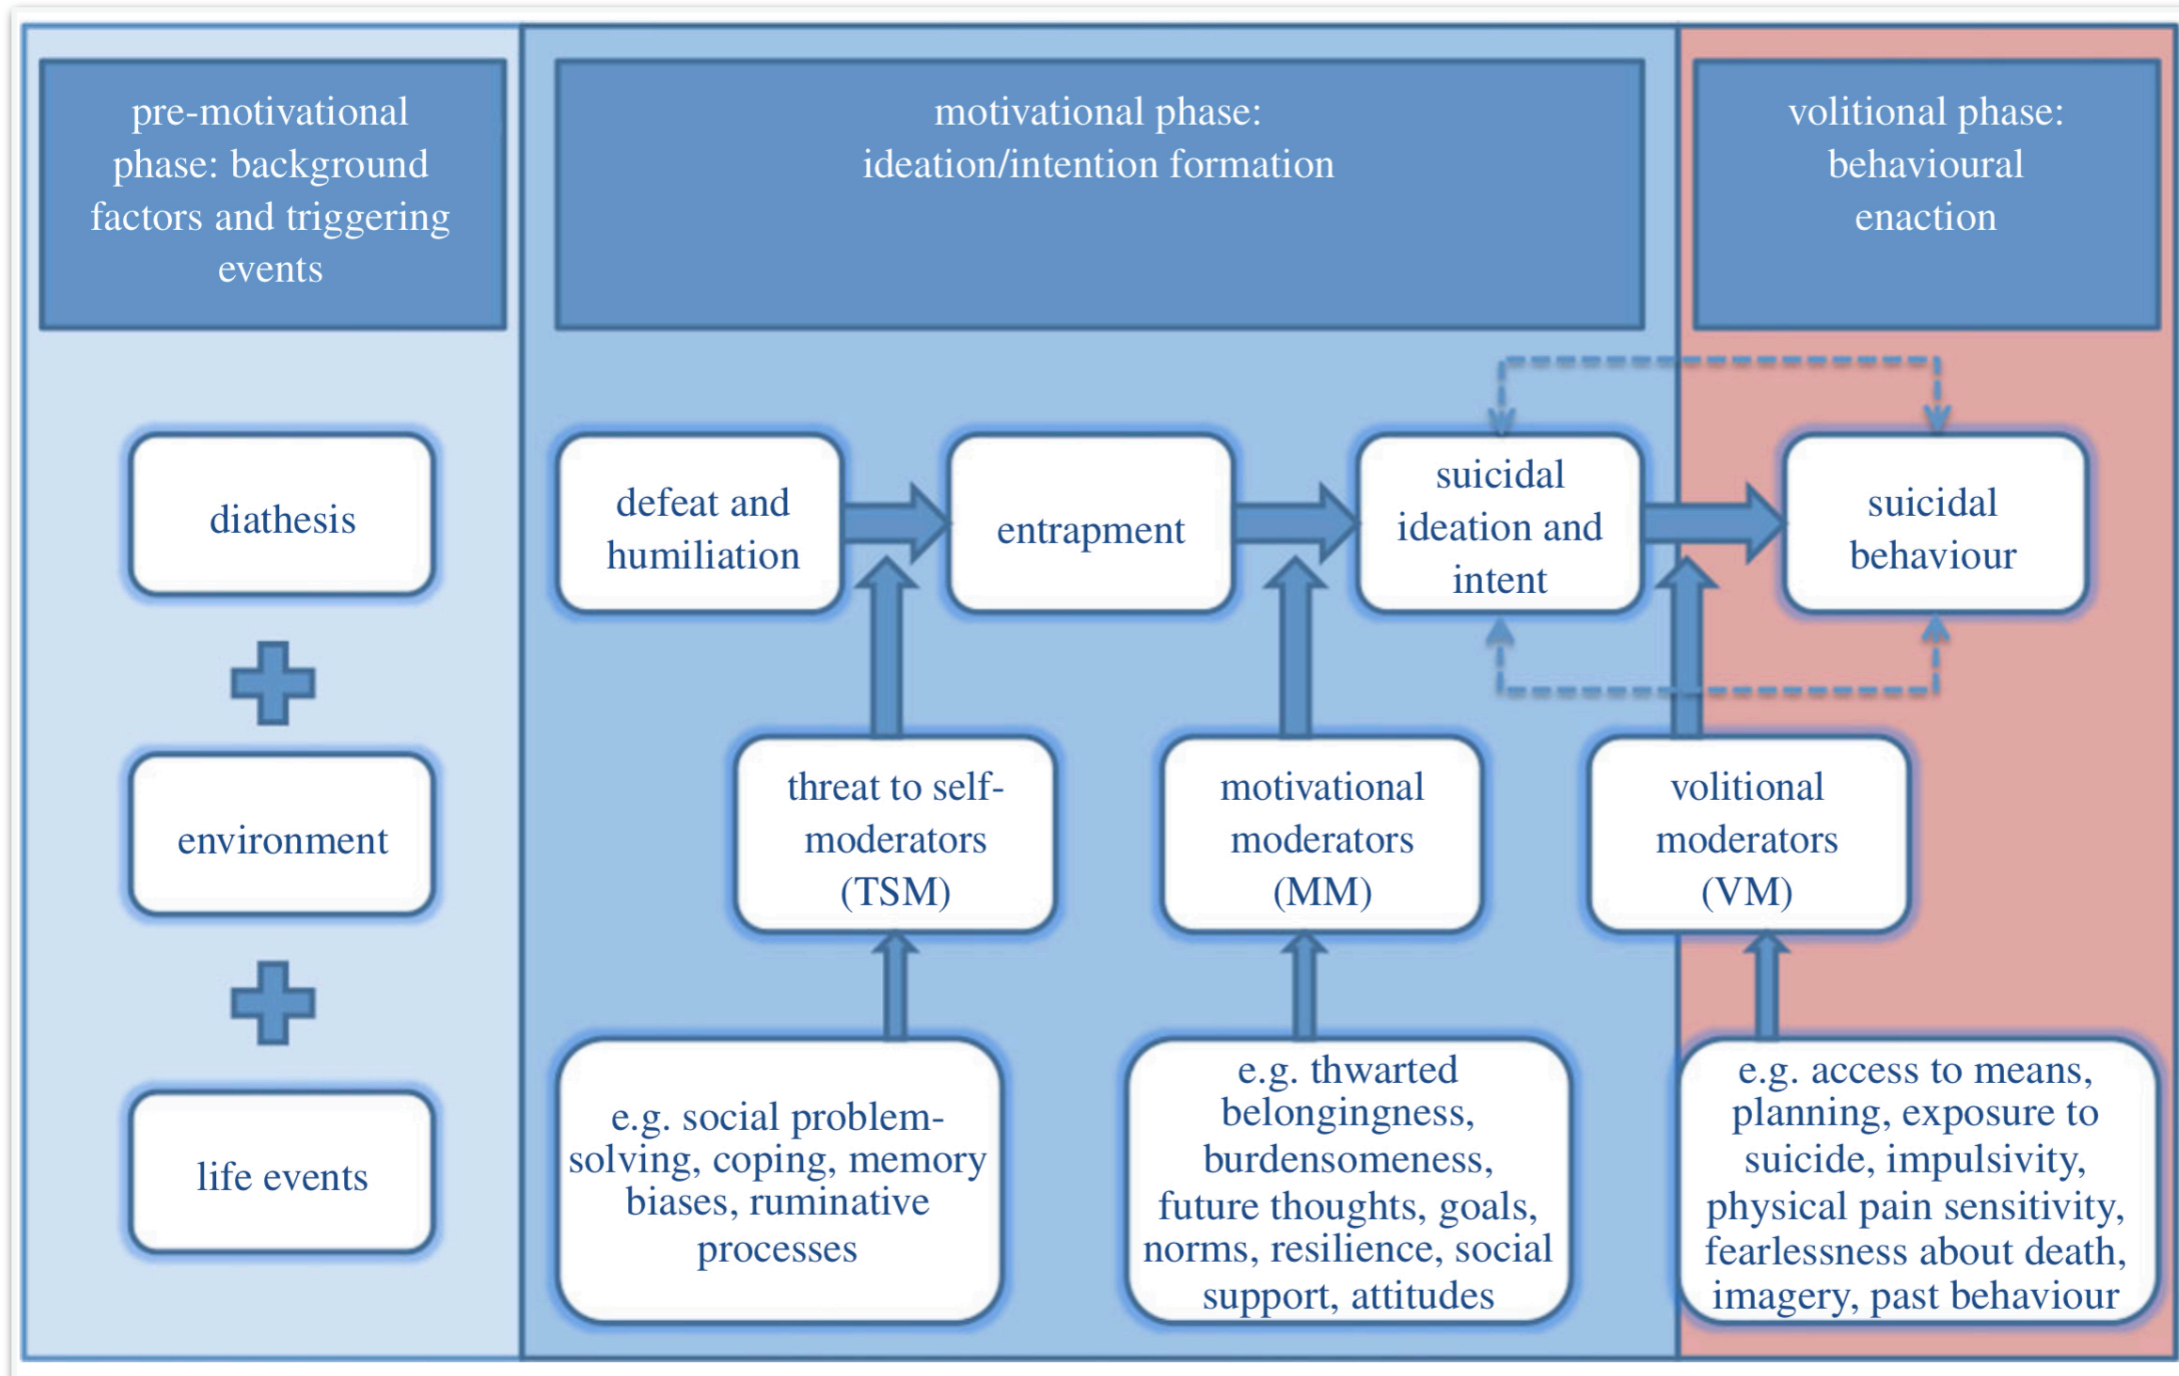 pre-motivational
phase: background
factors and triggering
events
motivational phase:
ideation/intention formation
volitional phase:
behavioural
enaction
diathesis
environment
life events
defeat and
humiliation
entrapment
suicidal
ideation and
intent
suicidal
behaviour
threat to self-
moderators
(TSM)
motivational
moderators
(MM)
volitional
moderators
(VM)
e.g. social problem-
solving, coping, memory
biases, ruminative
processes
e.g. thwarted
belongingness,
burdensomeness,
future thoughts, goals,
norms, resilience, social
support, attitudes
e.g. access to means,
planning, exposure to
suicide, impulsivity,
physical pain sensitivity,
fearlessness about death,
imagery, past behaviour